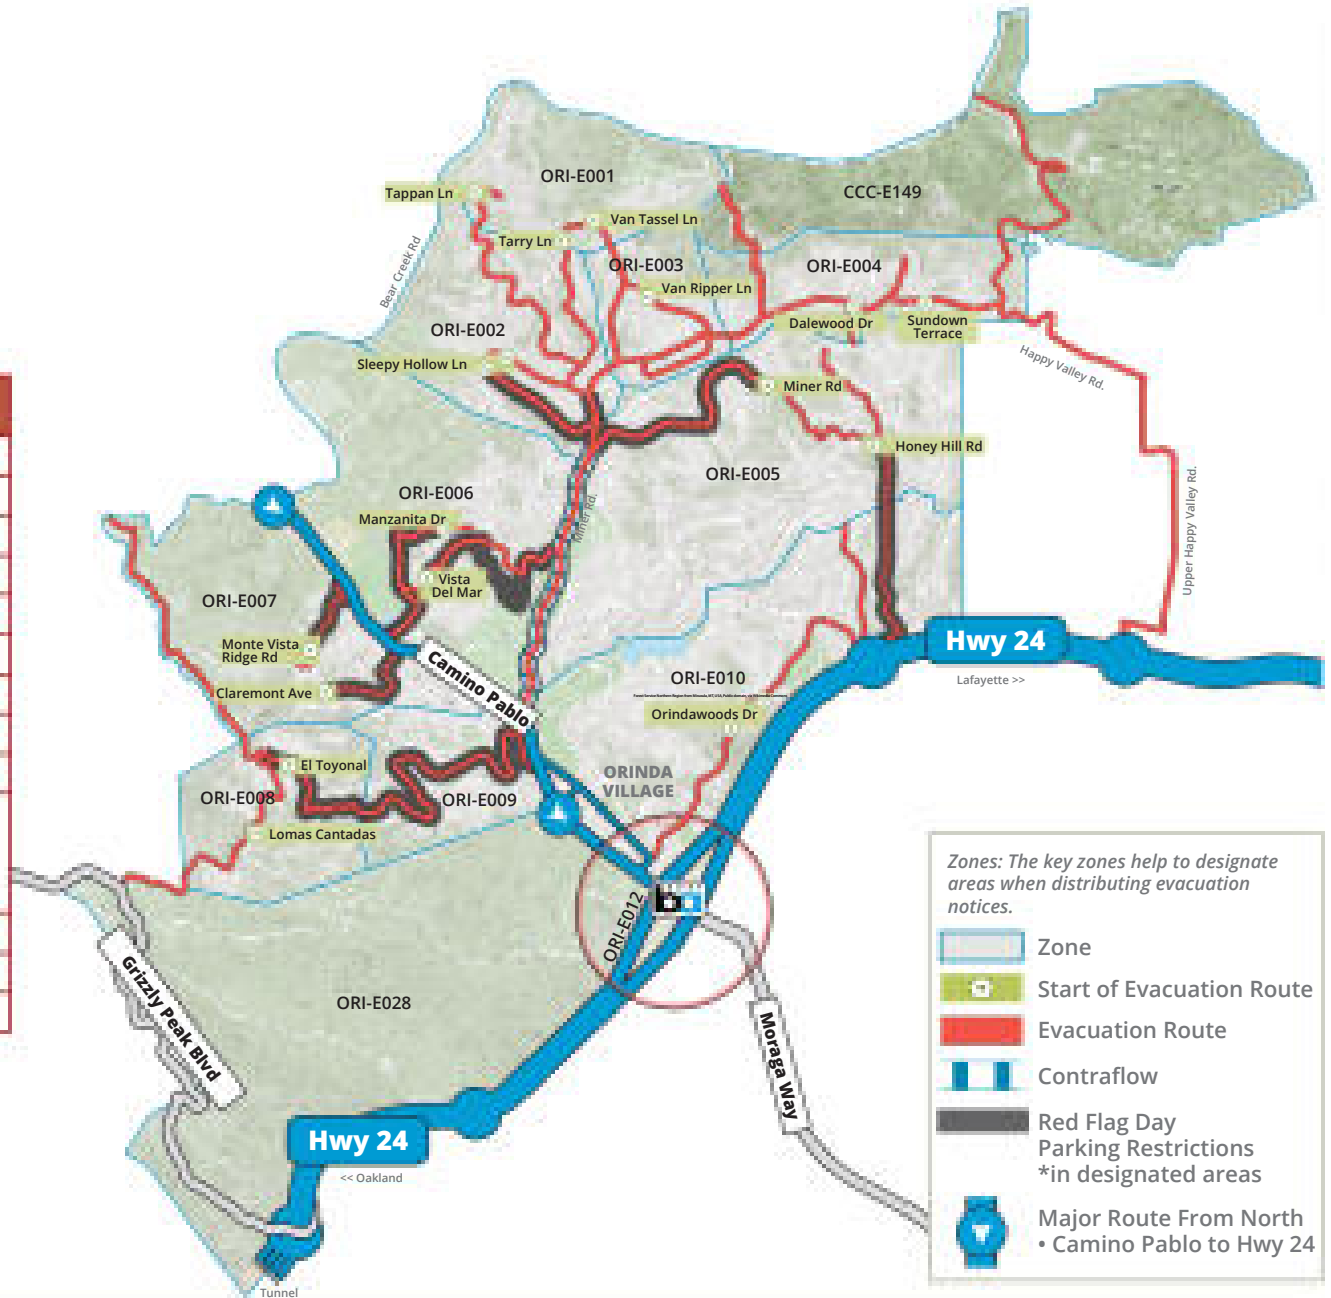 ORI-E001
Tappan Ln
CCC-E149
Van Tassel Ln
Tarry Ln
Bear Creek Rd
ORI-E003
ORI-E004
Van Ripper Ln
ORI-E002
Dalewood Dr
Sundown
Terrace
Sleepy Hollow Ln
Happy Valley Rd.
Miner Rd
Honey Hill Rd
ORI-E005
ORI-E006
Manzanita Dr
Miner Rd.
Upper Happy Valley Rd.
Vista
Del Mar
ORI-E007
Monte Vista
Ridge Rd
Hwy 24
Lafayette >>
Camino Pablo
ORI-E010
Claremont Ave
Orindawoods Dr
El Toyonal
ORINDA
VILLAGE
ORI-E008
ORI-E009
Lomas Cantadas
ba
ORI-E012
Grizzly Peak Blvd
ORI-E028
Moraga Way
Hwy 24
<< Oakland
Tunnel
Zones: The key zones help to designate
areas when distributing evacuation
notices.
Zone
Start of Evacuation Route
Evacuation Route
Contraflow
Red Flag Day
Parking Restrictions
*in designated areas
Major Route From North
• Camino Pablo to Hwy 24